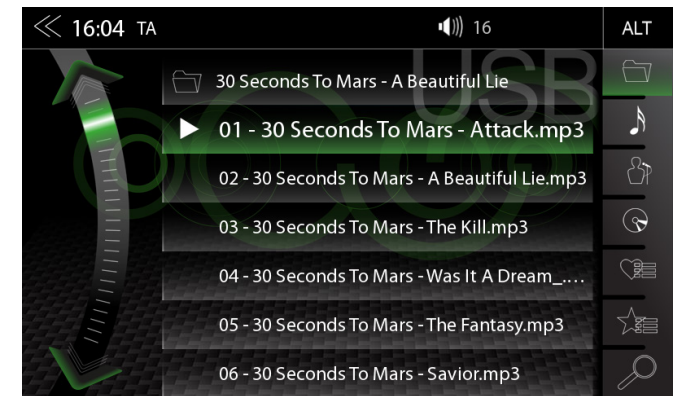 16:04 TA 16 ALT
USB
30 Seconds To Mars - A Beautiful Lie
01 - 30 Seconds To Mars - Attack.mp3
02 - 30 Seconds To Mars - A Beautiful Lie.mp3
03 - 30 Seconds To Mars - The Kill.mp3
04 - 30 Seconds To Mars - Was It A Dream_....
05 - 30 Seconds To Mars - The Fantasy.mp3
06 - 30 Seconds To Mars - Savior.mp3